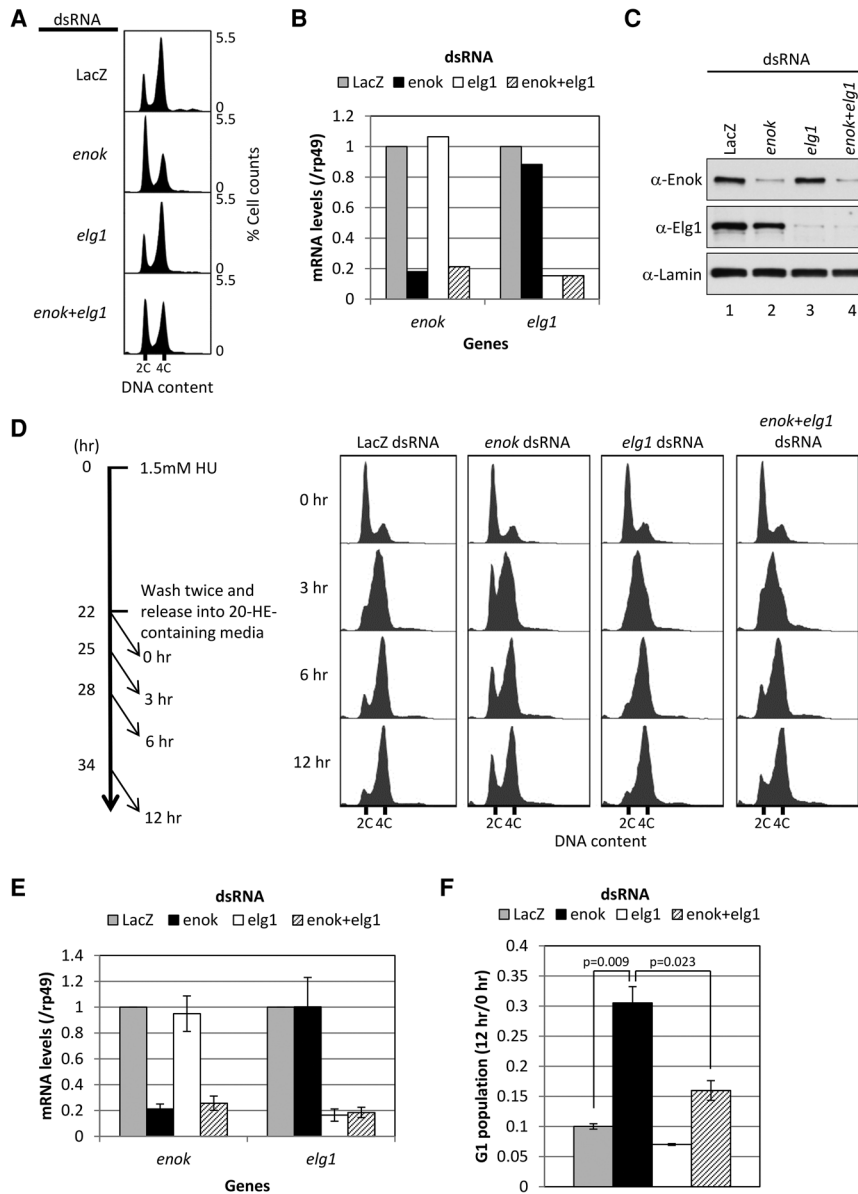 A
dsRNA
LacZ
enok
elg1
enok+elg1
5.5
0
5.5
0
5.5
0
5.5
0
% Cell counts
2C 4C
DNA content
B
dsRNA
LacZ enok elg1 enok+elg1
mRNA levels (/rp49)
1.2
1
0.8
0.6
0.4
0.2
0
enok elg1
Genes
C
dsRNA
LacZ enok elg1 enok+elg1
α-Enok
α-Elg1
α-Lamin
1 2 3 4
D
(hr)
0 1.5mM HU
22 Wash twice and
release into 20-HE-
containing media
25 0 hr
28 3 hr
6 hr
34
12 hr
LacZ dsRNA enok dsRNA elg1 dsRNA enok+elg1
dsRNA
0 hr
3 hr
6 hr
12 hr
2C 4C 2C 4C 2C 4C 2C 4C
DNA content
E
dsRNA
LacZ enok elg1 enok+elg1
mRNA levels (/rp49)
1.4
1.2
1
0.8
0.6
0.4
0.2
0
enok elg1
Genes
F
dsRNA
LacZ enok elg1 enok+elg1
G1 population (12 hr/0 hr)
0.4
0.35
0.3
0.25
0.2
0.15
0.1
0.05
0
p=0.009 p=0.023